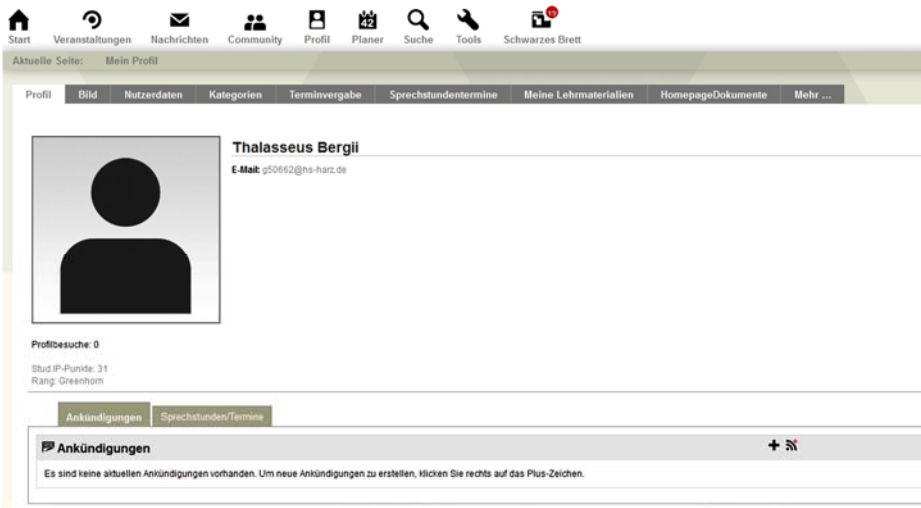 42
19
Start Veranstaltungen Nachrichten Community Profil Planer Suche Tools Schwarzes Brett
Aktuelle Seite: Mein Profil
Profil Bild Nutzerdaten Kategorien Terminvergabe Sprechstundentermine Meine Lehrmaterialien HomepageDokumente Mehr ...
Thalasseus Bergii
E-Mail: g50662@hs-harz.de
Profilbesuche: 0
Stud.IP-Punkte: 31
Rang: Greenhorn
Ankündigungen Sprechstunden/Termine
Ankündigungen
Es sind keine aktuellen Ankündigungen vorhanden. Um neue Ankündigungen zu erstellen, klicken Sie rechts auf das Plus-Zeichen.